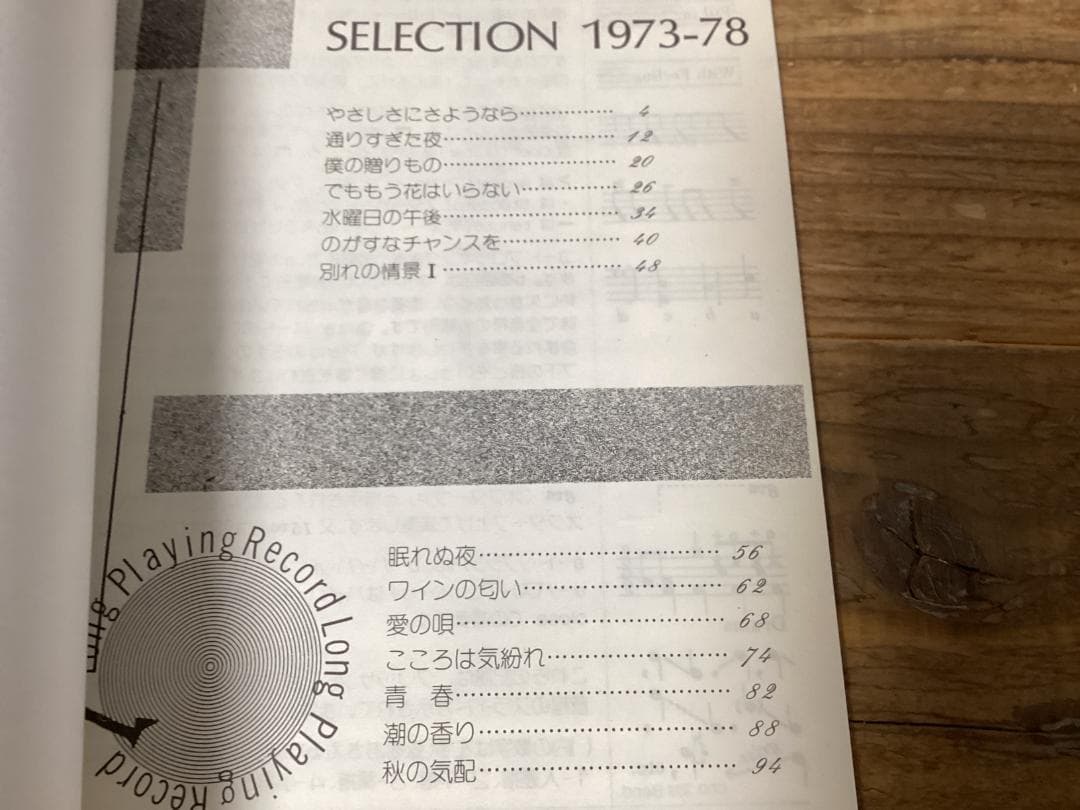 SELECTION 1973-78
やさしさにさようなら 4
通りすぎた夜 12
僕の贈りもの 20
でももう花はいらない 26
水曜日の午後 34
のがすなチャンスを 40
別れの情景 I 48
眠れぬ夜 56
ワインの匂い 62
愛の唄 68
こころは気紛れ 74
青 春 82
潮の香り 88
秋の気配 94
Long Playing Record Long Playing Record